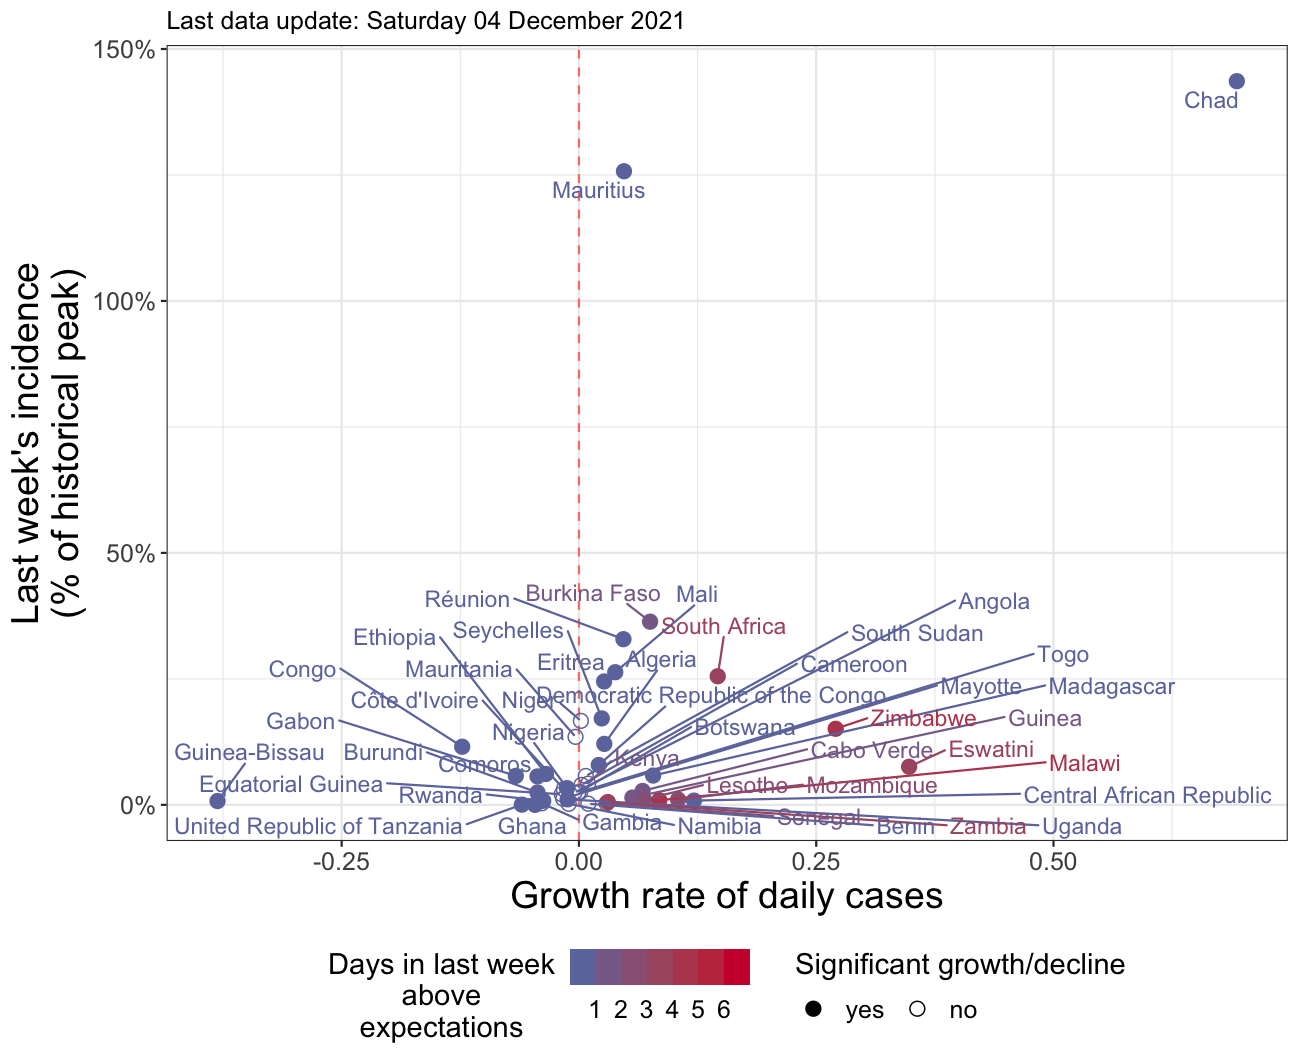 Last data update: Saturday 04 December 2021
150%
100%
50%
0%
Last week's incidence
(% of historical peak)
Chad
Mauritius
Burkina Faso
Mali
Réunion
Angola
South Africa
Seychelles
Ethiopia
South Sudan
Togo
Eritrea
Algeria
Cameroon
Congo
Mauritania
Mayotte
Madagascar
Democratic Republic of the Congo
Côte d'Ivoire
Niger
Zimbabwe
Guinea
Gabon
Botswana
Nigeria
Guinea-Bissau
Burundi
Cabo Verde
Eswatini
Kenya
Comoros
Malawi
Equatorial Guinea
Lesotho
Mozambique
Rwanda
Central African Republic
Senegal
Gambia
United Republic of Tanzania
Ghana
Namibia
Benin
Zambia
Uganda
-0.25
0.00
0.25
0.50
Growth rate of daily cases
Days in last week
above
expectations
1 2 3 4 5 6
Significant growth/decline
yes
no